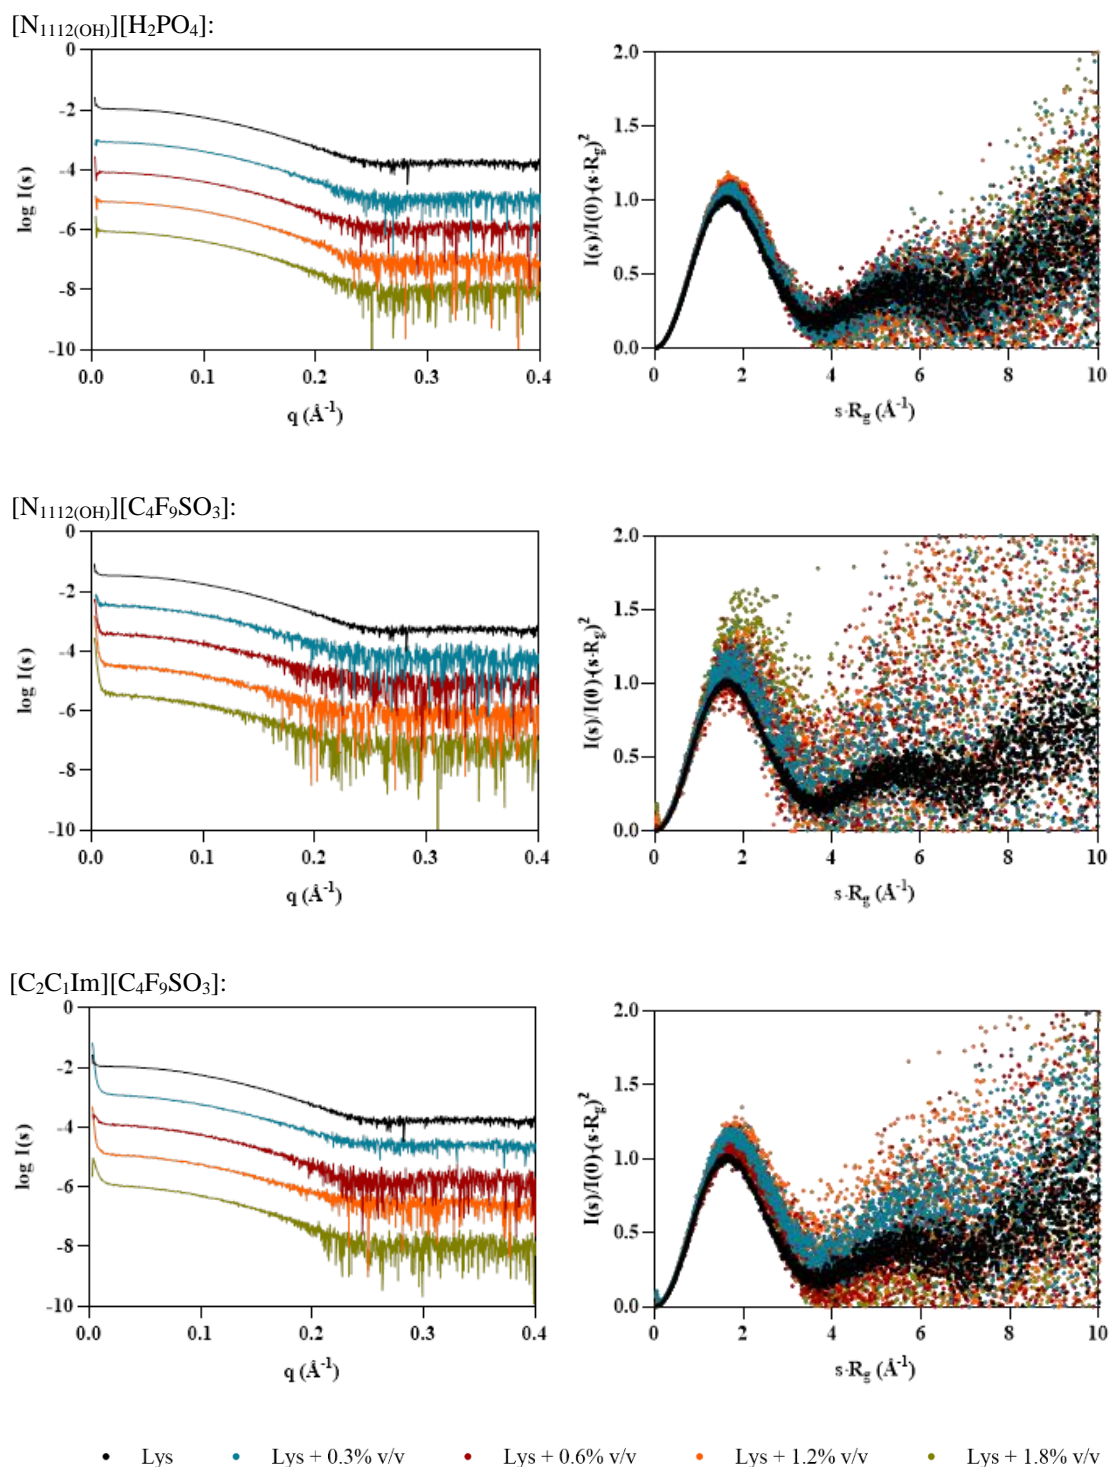 [N1112(OH)][H2PO4]:
0
-2
-4
-6
-8
-10
log I(s)
0.0 0.1 0.2 0.3 0.4
q (Å-1)
2.0
1.5
1.0
0.5
0.0
I(s)/I(0)·(s·Rg)2
0 2 4 6 8 10
s·Rg (Å-1)
[N1112(OH)][C4F9SO3]:
0
-2
-4
-6
-8
-10
log I(s)
0.0 0.1 0.2 0.3 0.4
q (Å-1)
2.0
1.5
1.0
0.5
0.0
I(s)/I(0)·(s·Rg)2
0 2 4 6 8 10
s·Rg (Å-1)
[C2C1Im][C4F9SO3]:
0
-2
-4
-6
-8
-10
log I(s)
0.0 0.1 0.2 0.3 0.4
q (Å-1)
2.0
1.5
1.0
0.5
0.0
I(s)/I(0)·(s·Rg)2
0 2 4 6 8 10
s·Rg (Å-1)
Lys Lys + 0.3% v/v Lys + 0.6% v/v Lys + 1.2% v/v Lys + 1.8% v/v